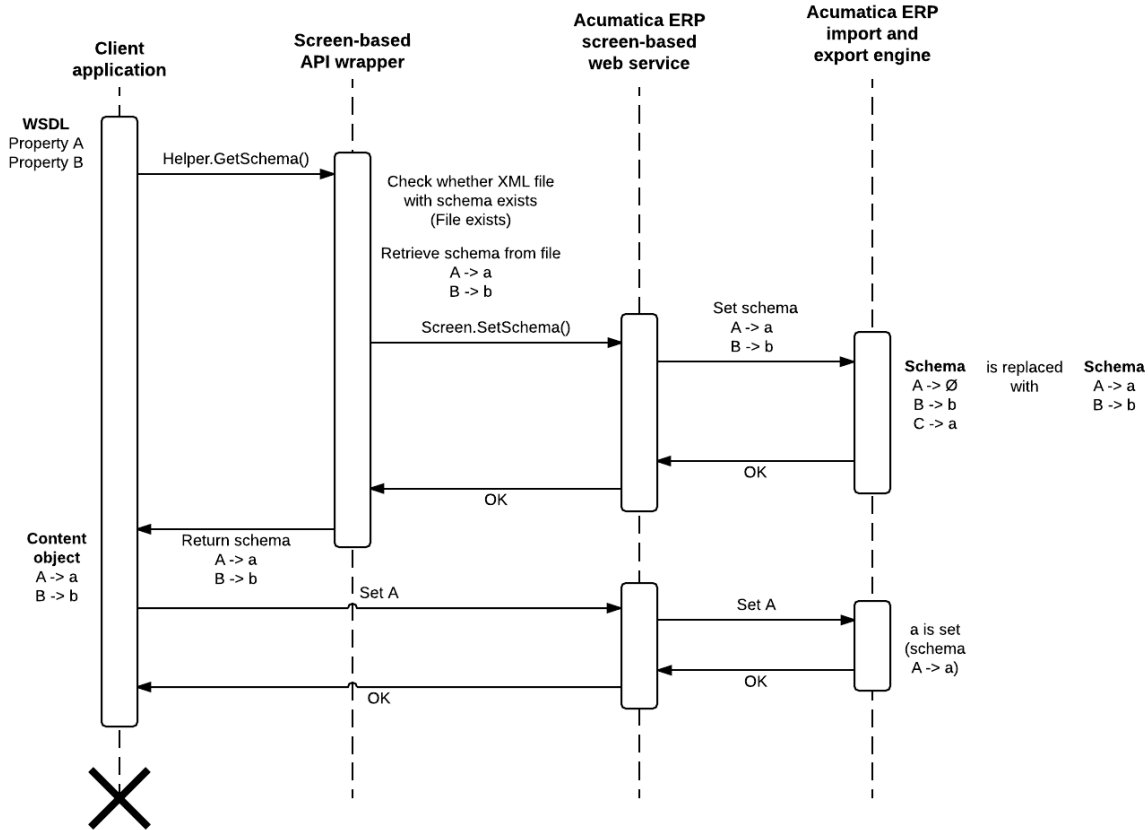 Client
application
Screen-based
API wrapper
Acumatica ERP
screen-based
web service
Acumatica ERP
import and
export engine
WSDL
Property A
Property B
Helper.GetSchema()
Check whether XML file
with schema exists
(File exists)
Retrieve schema from file
A -> a
B -> b
Screen.SetSchema()
Set schema
A -> a
B -> b
Schema
A -> Ø
B -> b
C -> a
is replaced
with
Schema
A -> a
B -> b
OK
OK
Return schema
A -> a
B -> b
Content
object
A -> a
B -> b
Set A
Set A
a is set
(schema
A -> a)
OK
OK